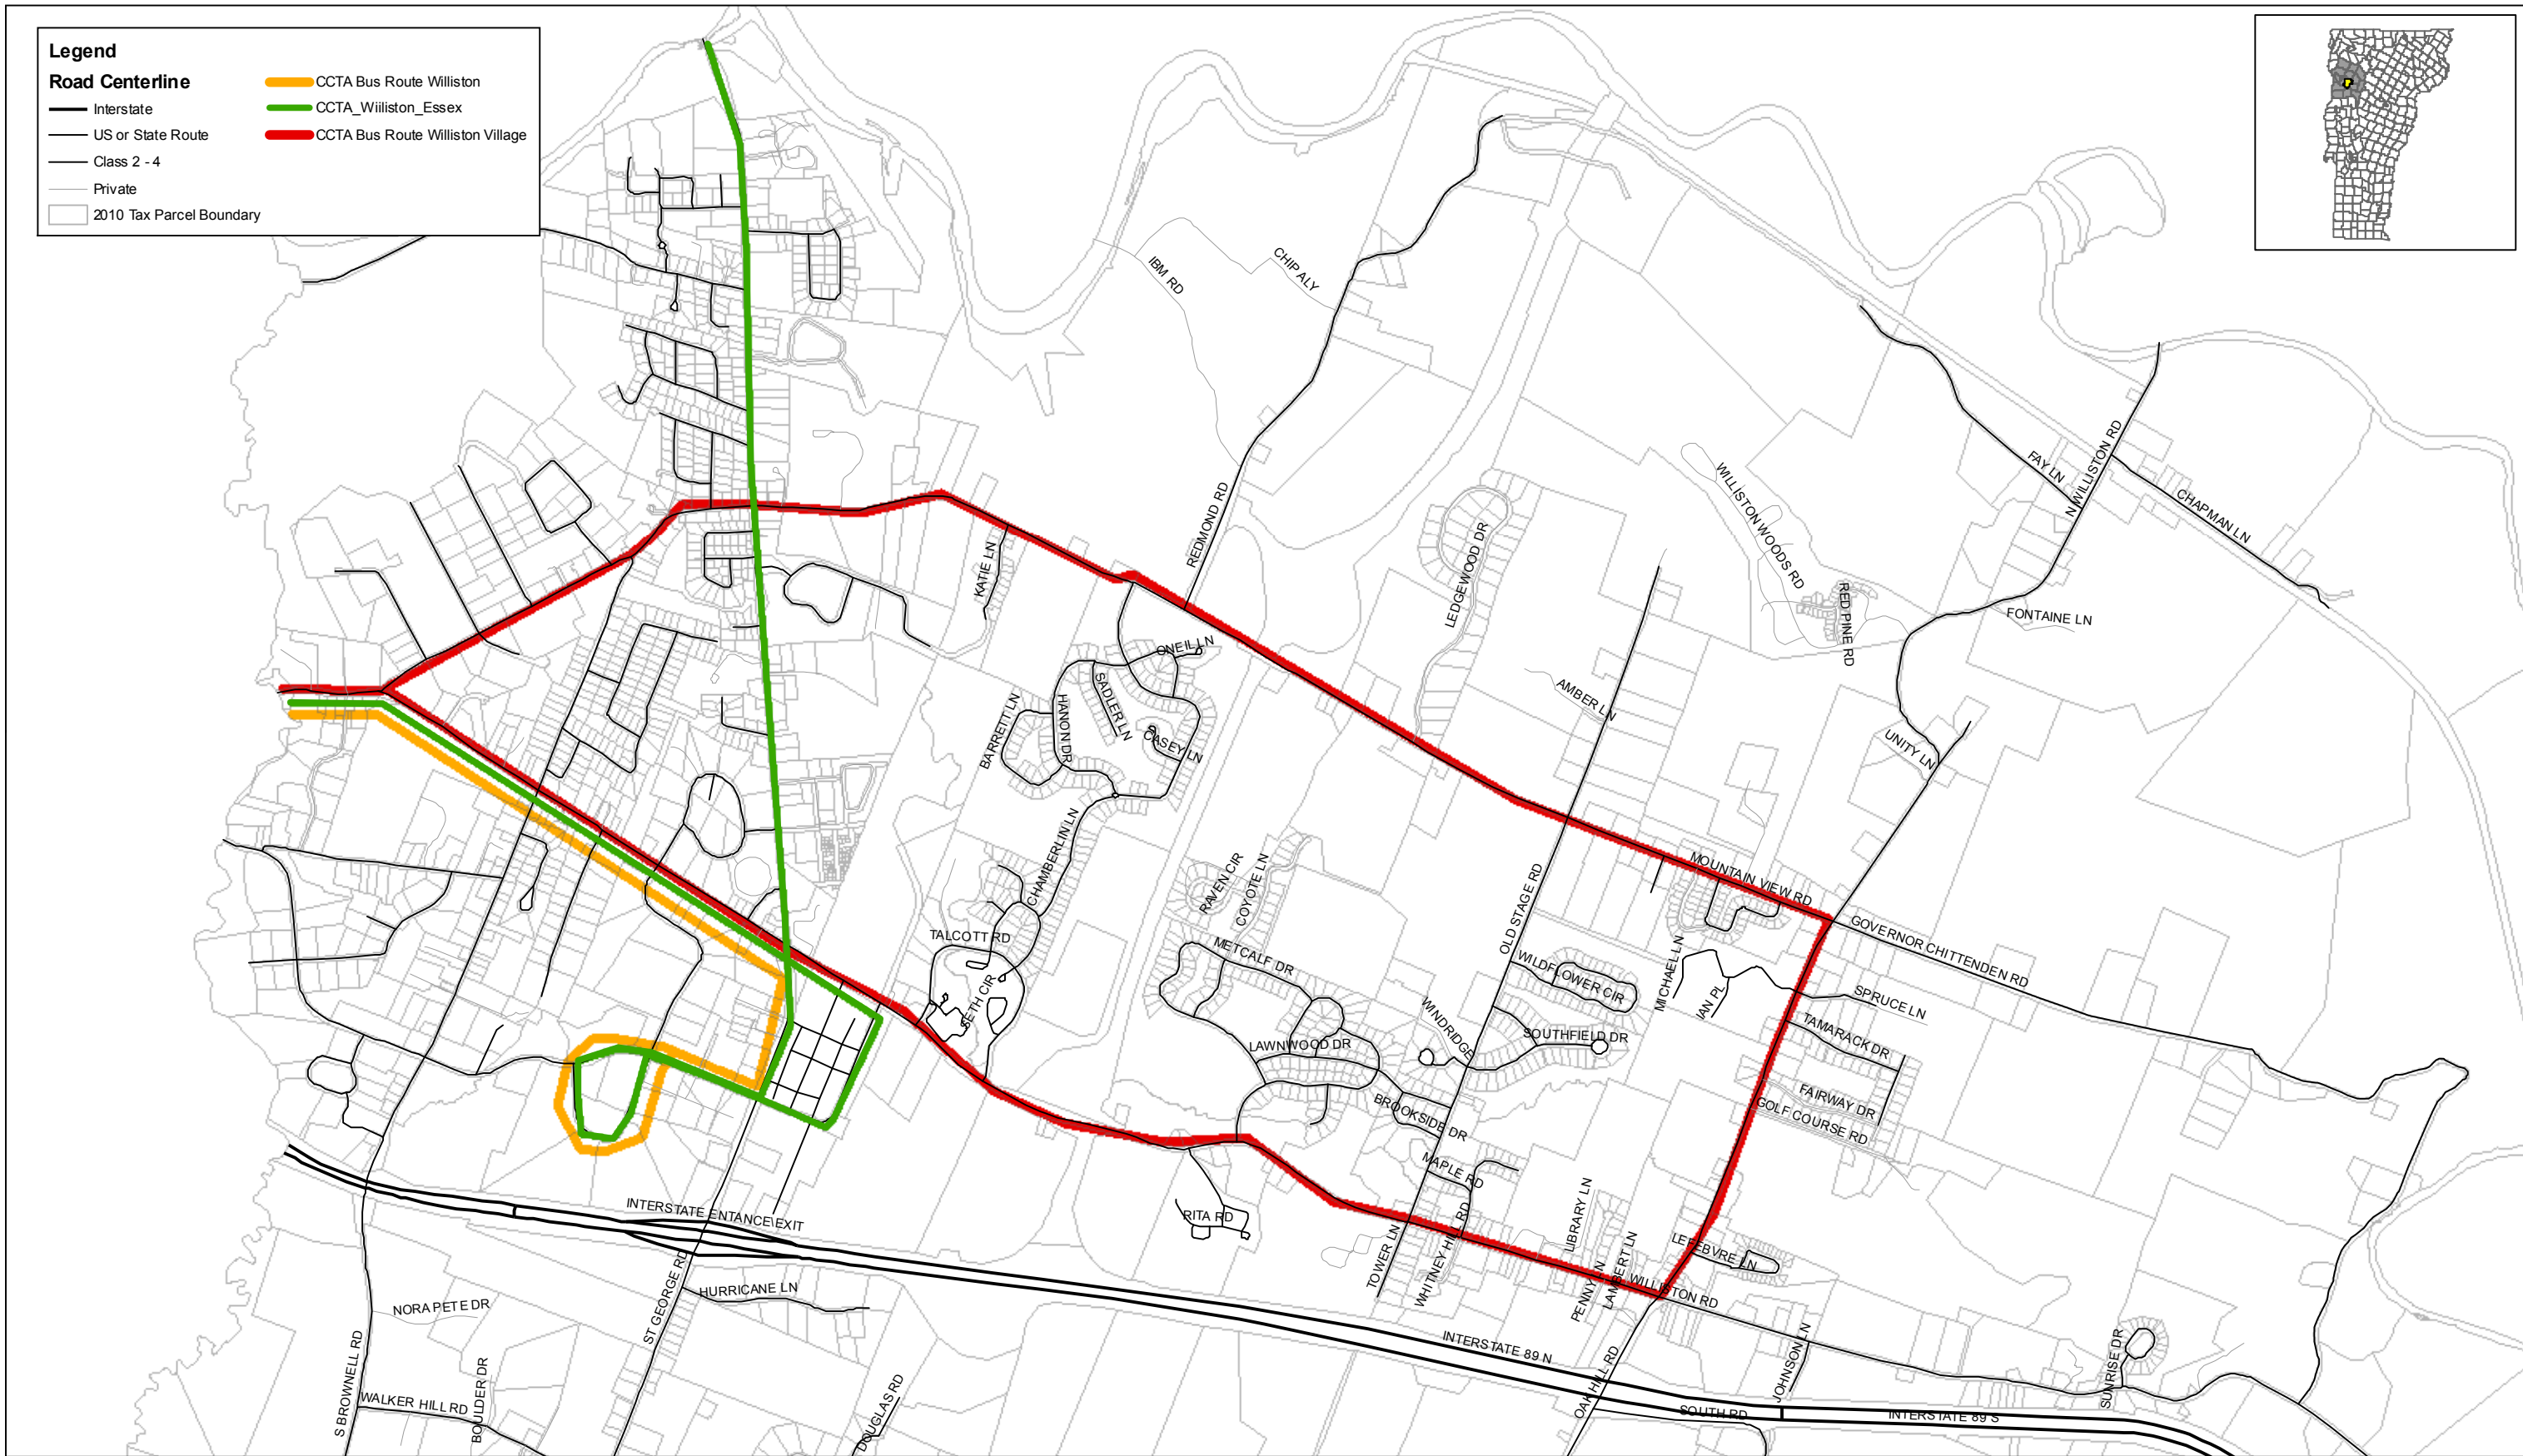 Legend
Road Centerline
Interstate
US or State Route
Class 2 - 4
Private
2010 Tax Parcel Boundary
CCTA Bus Route Williston
CCTA_Wiiliston_Essex
CCTA Bus Route Williston Village
IBM RD
CHIP ALY
REDMOND RD
KATIE LN
LEDGEWOOD DR
WILLISTON WOODS RD
RED PINE RD
FAY LN
N WILLISTON RD
CHAPMAN LN
FONTAINE LN
UNITY LN
AMBER LN
ONEIL LN
SADLER LN
HANON DR
BARRETT LN
CASEY LN
CHAMBERLIN LN
RAVEN CIR
COYOTE LN
TALCOTT RD
SETH CIR
METCALF DR
LAWNWOOD DR
BROOKSIDE DR
OLD STAGE RD
WILDFLOWER CIR
SOUTHFIELD DR
WINDRIDGE
MOUNTAIN VIEW RD
GOVERNOR CHITTENDEN RD
MICHAEL LN
IAN PL
SPRUCE LN
TAMARACK DR
FAIRWAY DR
GOLF COURSE RD
MAPLE RD
LIBRARY LN
LAMBERT LN
LEFEBVRE LN
RITA RD
TOWER LN
WHITNEY HILL RD
PENNY LN
WILLISTON RD
INTERSTATE ENTANCE\EXIT
HURRICANE LN
ST GEORGE RD
NORA PETE DR
S BROWNELL RD
WALKER HILL RD
BOULDER DR
DOUGLAS RD
INTERSTATE 89 N
OAK HILL RD
JOHNSON LN
SOUTH RD
INTERSTATE 89 S
SUNRISE DR